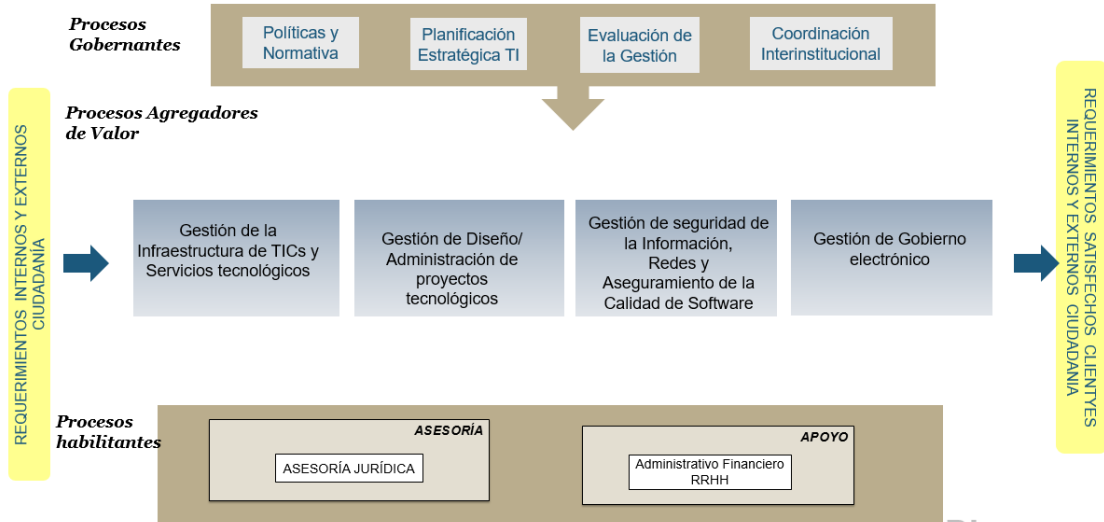 Procesos
Gobernantes
Políticas y
Normativa
Planificación
Estratégica TI
Evaluación de
la Gestión
Coordinación
Interinstitucional
Procesos Agregadores
de Valor
REQUERIMIENTOS INTERNOS Y EXTERNOS
CIUDADANÍA
Gestión de la
Infraestructura de TICs y
Servicios tecnológicos
Gestión de Diseño/
Administración de
proyectos
tecnológicos
Gestión de seguridad de
la Información,
Redes y
Aseguramiento de la
Calidad de Software
Gestión de Gobierno
electrónico
REQUERIMIENTOS SATISFECHOS CLIENTYES
INTERNOS Y EXTERNOS CIUDADANIA
Procesos
habilitantes
ASESORÍA
ASESORÍA JURÍDICA
APOYO
Administrativo Financiero
RRHH